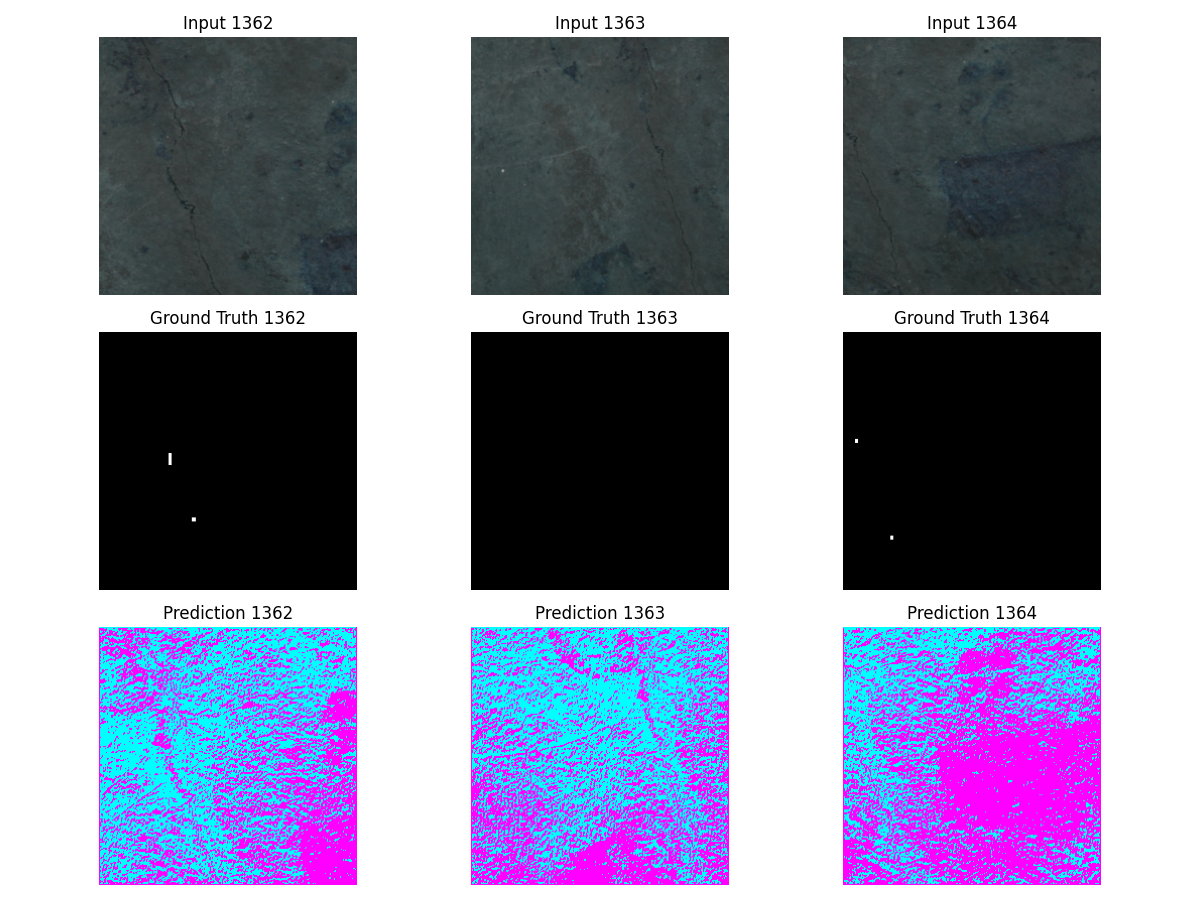 Input 1362
Input 1363
Input 1364
Ground Truth 1362
Ground Truth 1363
Ground Truth 1364
Prediction 1362
Prediction 1363
Prediction 1364